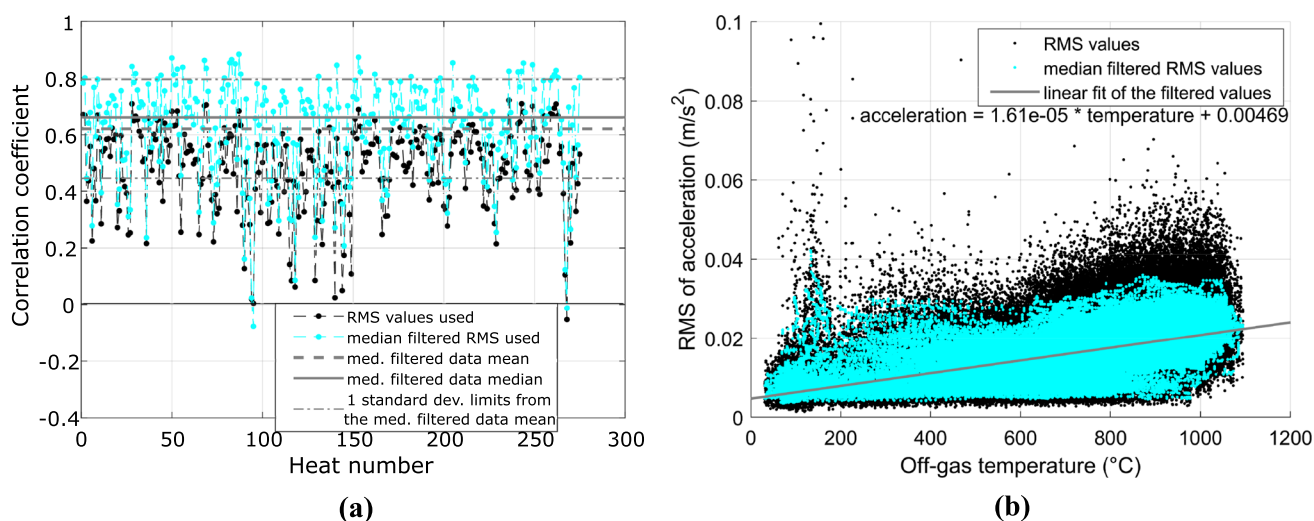 1
0.8
0.6
0.4
0.2
0
-0.2
-0.4
Correlation coefficient
RMS values used
median filtered RMS used
med. filtered data mean
med. filtered data median
1 standard dev. limits from
the med. filtered data mean
0 50 100 150 200 250 300
Heat number
(a)
0.1
0.08
0.06
0.04
0.02
0
RMS of acceleration (m/s²)
RMS values
median filtered RMS values
linear fit of the filtered values
acceleration = 1.61e-05 * temperature + 0.00469
0 200 400 600 800 1000 1200
Off-gas temperature (°C)
(b)